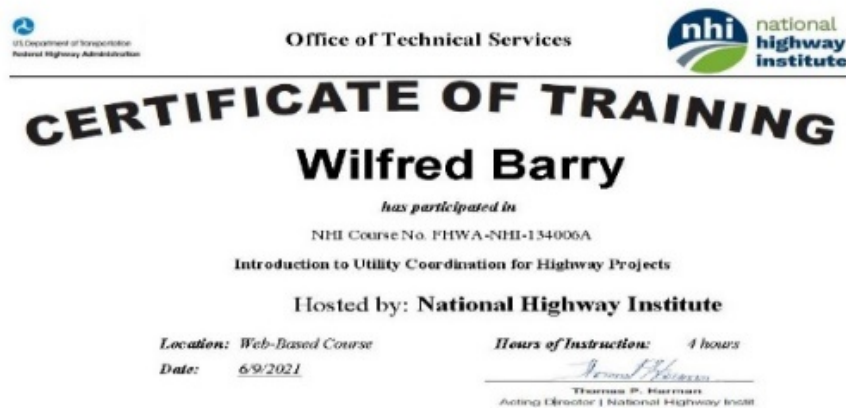 U.S. Department of Transportation
Federal Highway Administration
Office of Technical Services
nhi national
highway
institute
CERTIFICATE OF TRAINING
Wilfred Barry
has participated in
NHI Course No. FHWA-NHI-134006A
Introduction to Utility Coordination for Highway Projects
Hosted by: National Highway Institute
Location: Web-Based Course Hours of Instruction: 4 hours
Date: 6/9/2021
Thomas P. Harman
Acting Director | National Highway Instit